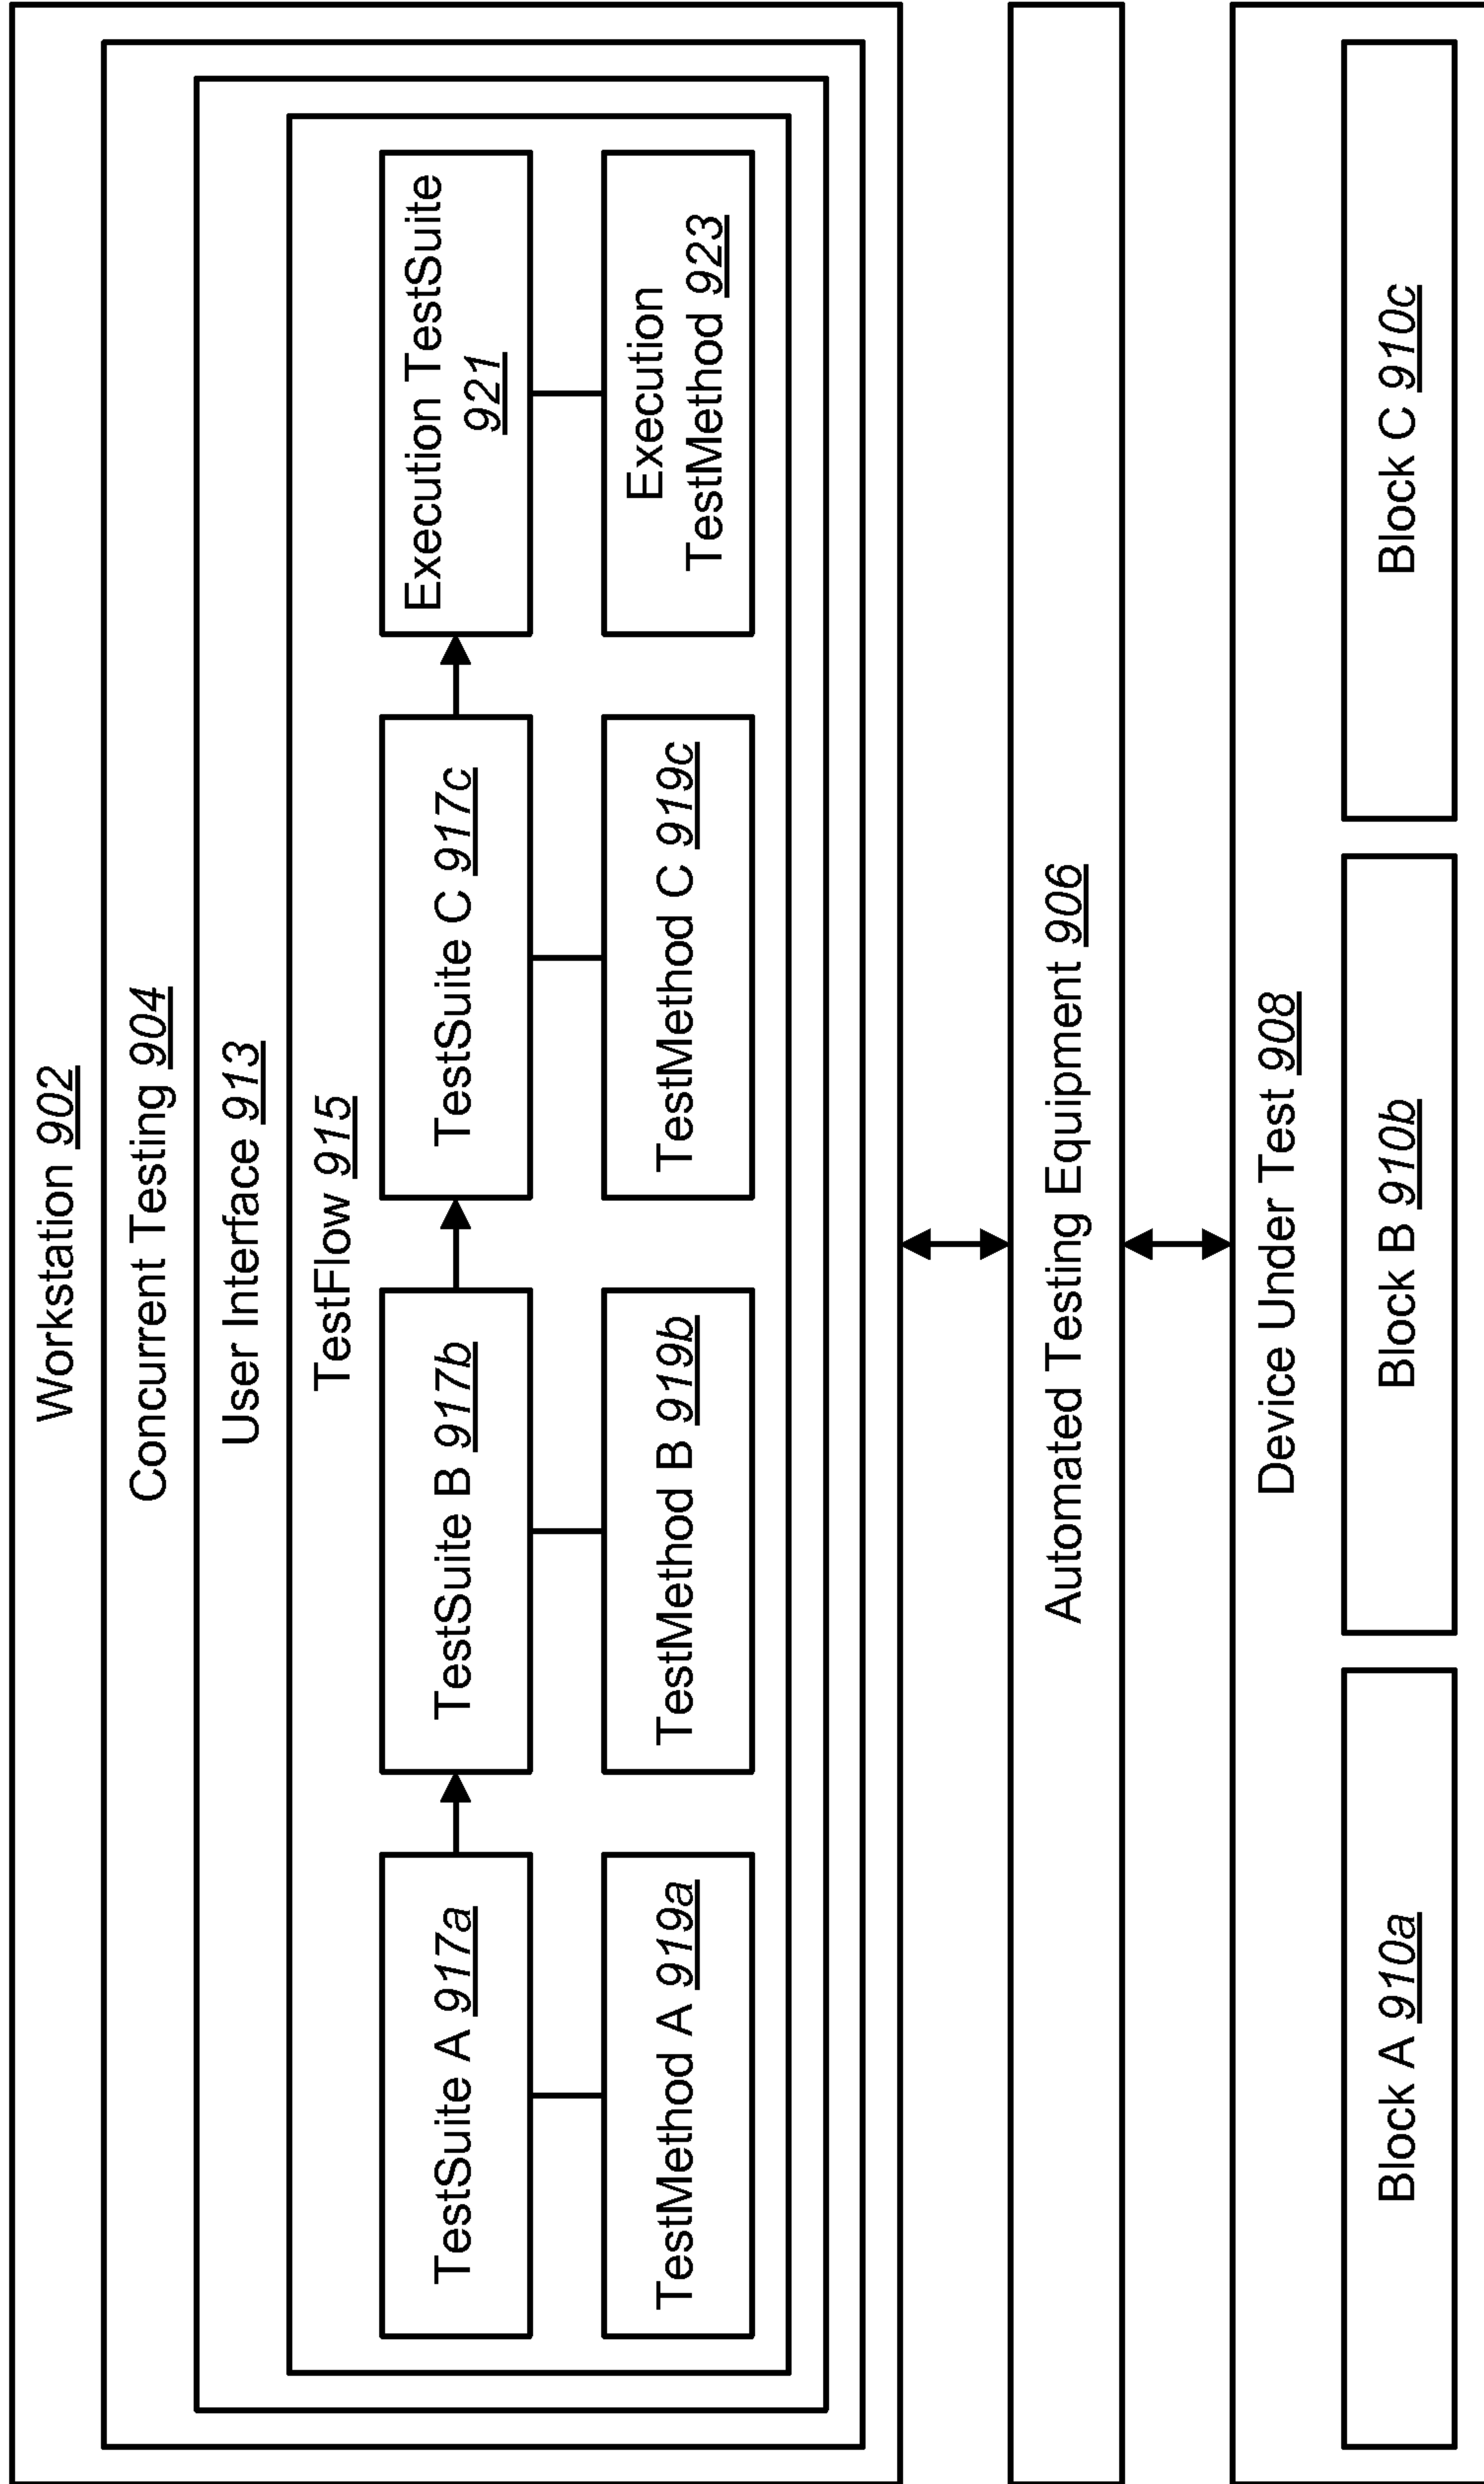 Workstation 902
Concurrent Testing 904
User Interface 913
TestFlow 915
TestSuite A 917a
TestSuite B 917b
TestSuite C 917c
Execution TestSuite
921
TestMethod A 919a
TestMethod B 919b
TestMethod C 919c
Execution
TestMethod 923
Automated Testing Equipment 906
Device Under Test 908
Block A 910a
Block B 910b
Block C 910c